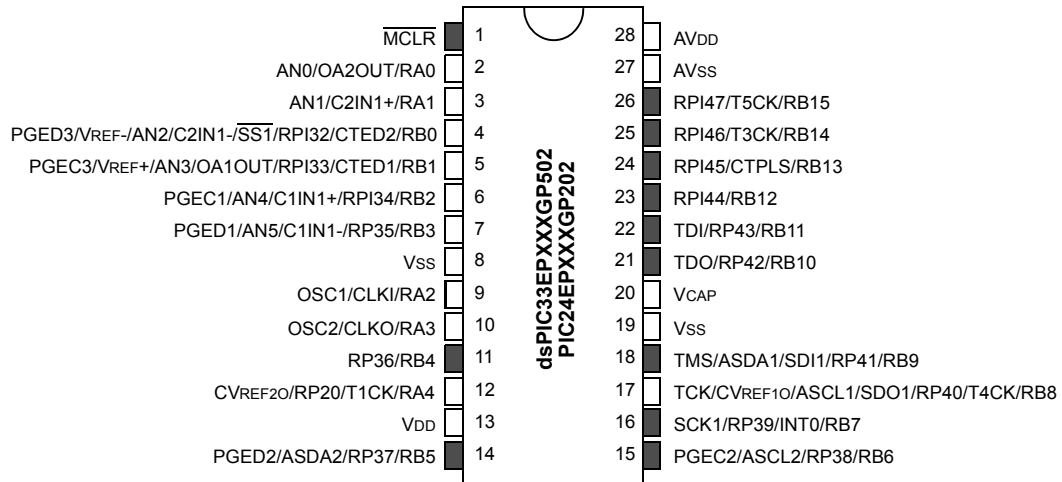 MCLR 1
AN0/OA2OUT/RA0 2
AN1/C2IN1+/RA1 3
PGED3/VREF-/AN2/C2IN1-/SS1/RPI32/CTED2/RB0 4
PGEC3/VREF+/AN3/OA1OUT/RPI33/CTED1/RB1 5
PGEC1/AN4/C1IN1+/RPI34/RB2 6
PGED1/AN5/C1IN1-/RP35/RB3 7
VSS 8
OSC1/CLKI/RA2 9
OSC2/CLKO/RA3 10
RP36/RB4 11
CVREF2O/RP20/T1CK/RA4 12
VDD 13
PGED2/ASDA2/RP37/RB5 14
dsPIC33EPXXXGP502
PIC24EPXXXGP202
28 AVDD
27 AVSS
26 RPI47/T5CK/RB15
25 RPI46/T3CK/RB14
24 RPI45/CTPLS/RB13
23 RPI44/RB12
22 TDI/RP43/RB11
21 TDO/RP42/RB10
20 VCAP
19 VSS
18 TMS/ASDA1/SDI1/RP41/RB9
17 TCK/CVREF1O/ASCL1/SDO1/RP40/T4CK/RB8
16 SCK1/RP39/INT0/RB7
15 PGEC2/ASCL2/RP38/RB6